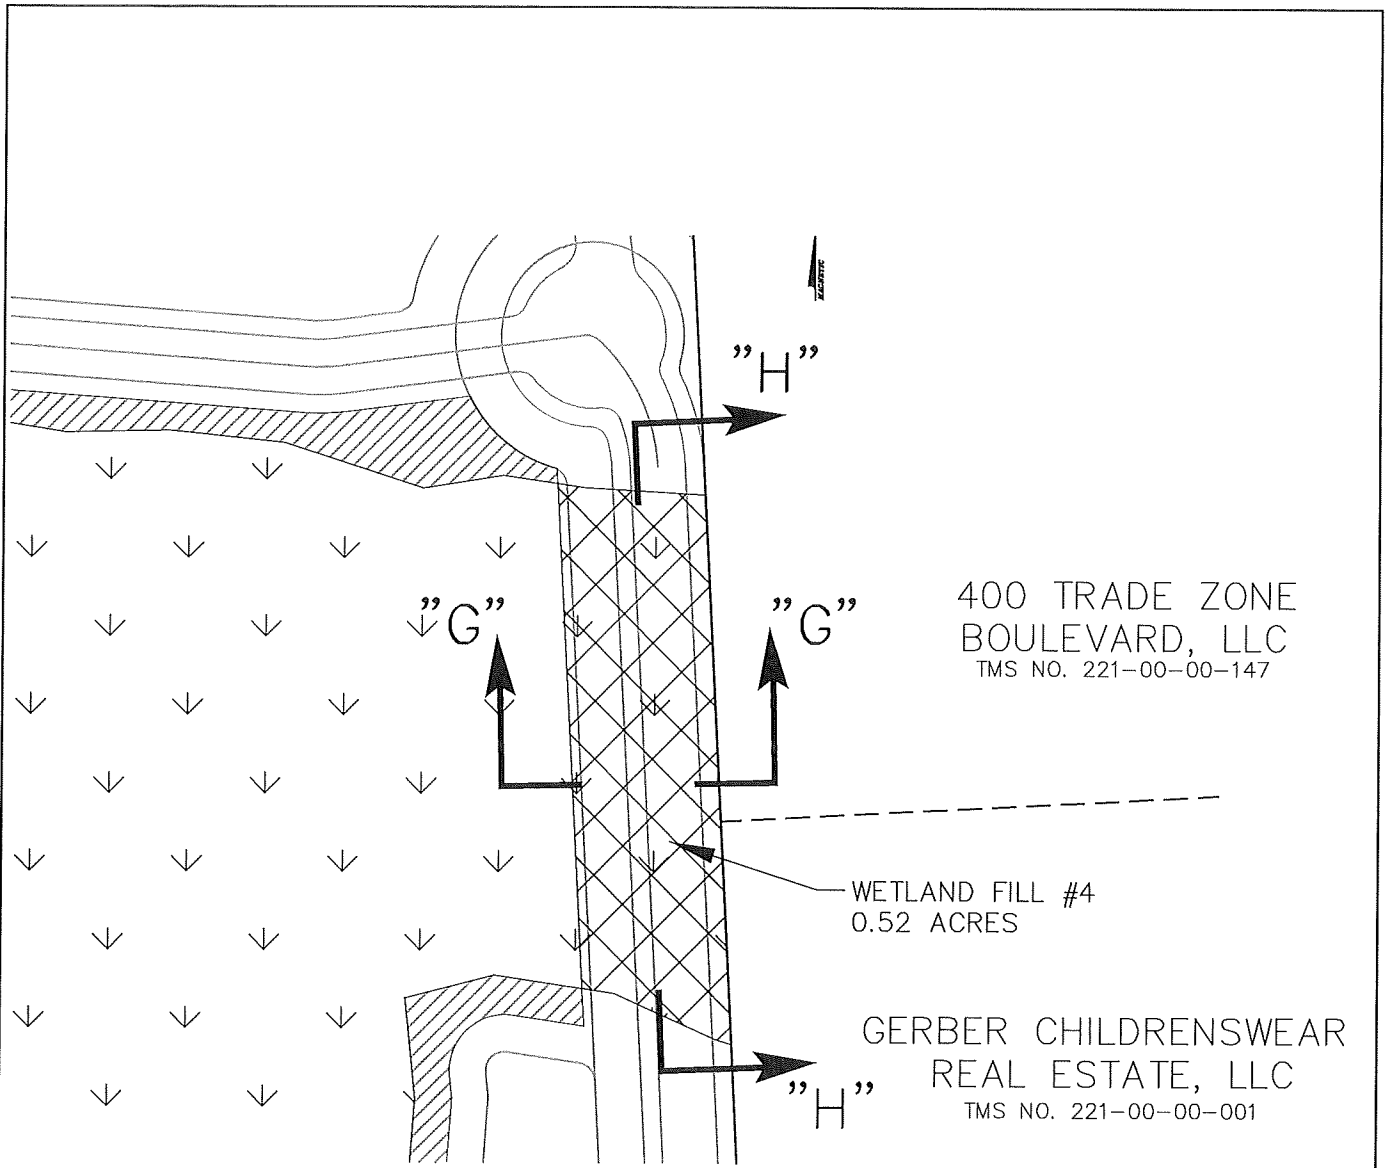 MAGNETIC
"H"
400 TRADE ZONE
BOULEVARD, LLC
TMS NO. 221-00-00-147
"G"
"G"
WETLAND FILL #4
0.52 ACRES
GERBER CHILDRENSWEAR
REAL ESTATE, LLC
TMS NO. 221-00-00-001
"H"